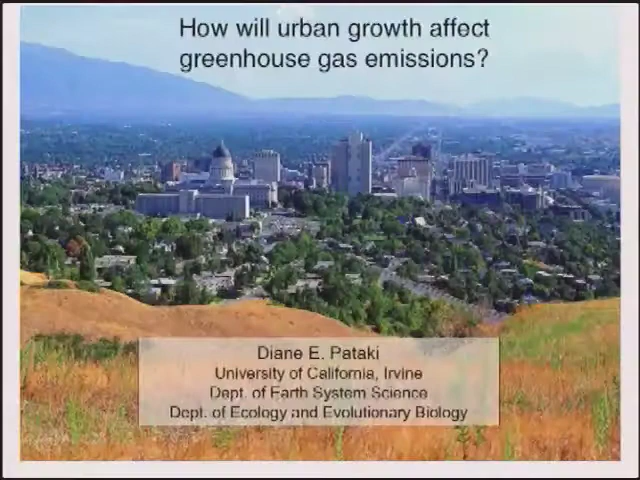 How will urban growth affect
greenhouse gas emissions?
Diane E. Pataki
University of California, Irvine
Dept. of Earth System Science
Dept. of Ecology and Evolutionary Biology